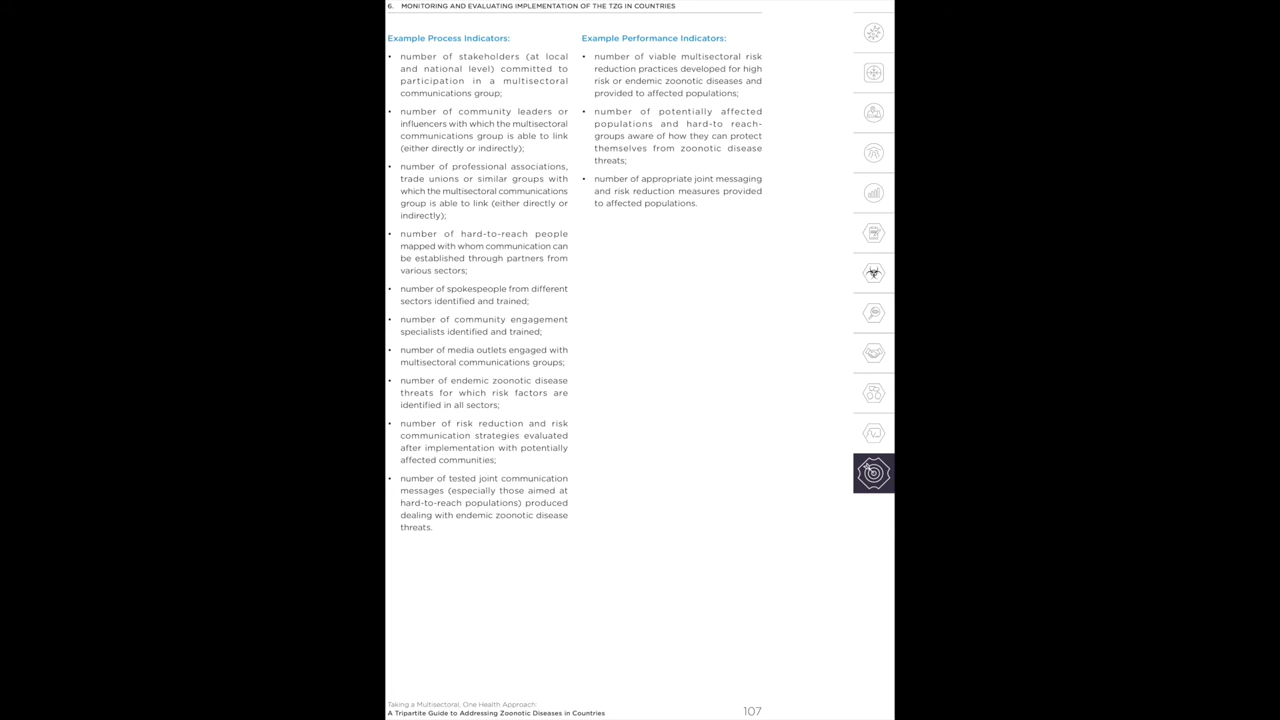 6. MONITORING AND EVALUATING IMPLEMENTATION OF THE TZG IN COUNTRIES
Example Process Indicators:
• number of stakeholders (at local
and national level) committed to
participation in a multisectoral
communications group;
• number of community leaders or
influencers with which the multisectoral
communications group is able to link
(either directly or indirectly);
• number of professional associations,
trade unions or similar groups with
which the multisectoral communications
group is able to link (either directly or
indirectly);
• number of hard-to-reach people
mapped with whom communication can
be established through partners from
various sectors;
• number of spokespeople from different
sectors identified and trained;
• number of community engagement
specialists identified and trained;
• number of media outlets engaged with
multisectoral communications groups;
• number of endemic zoonotic disease
threats for which risk factors are
identified in all sectors;
• number of risk reduction and risk
communication strategies evaluated
after implementation with potentially
affected communities;
• number of tested joint communication
messages (especially those aimed at
hard-to-reach populations) produced
dealing with endemic zoonotic disease
threats.
Example Performance Indicators:
• number of viable multisectoral risk
reduction practices developed for high
risk or endemic zoonotic diseases and
provided to affected populations;
• number of potentially affected
populations and hard-to reach-
groups aware of how they can protect
themselves from zoonotic disease
threats;
• number of appropriate joint messaging
and risk reduction measures provided
to affected populations.
Taking a Multisectoral, One Health Approach:
A Tripartite Guide to Addressing Zoonotic Diseases in Countries
107